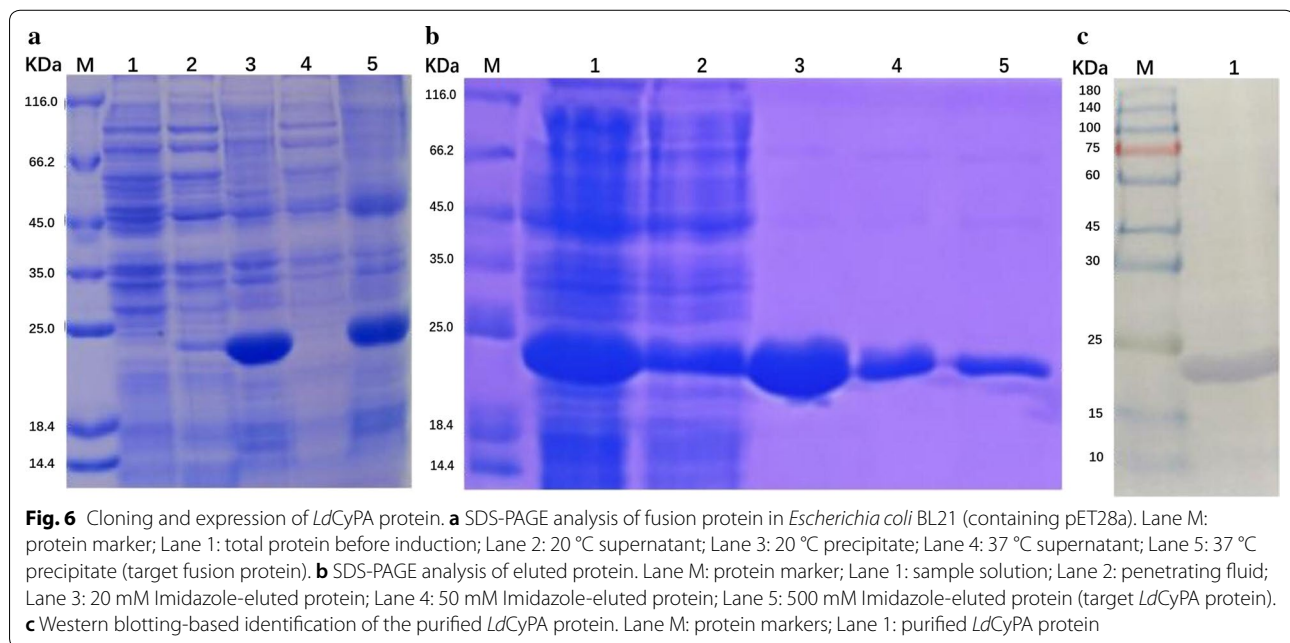 a
KDa M 1 2 3 4 5
116.0
66.2
45.0
35.0
25.0
18.4
14.4
b
KDa M 1 2 3 4 5
116.0
66.2
45.0
35.0
25.0
18.4
14.4
c
KDa M 1
180
140
100
75
60
45
30
25
15
10
Fig. 6 Cloning and expression of LdCyPA protein. a SDS-PAGE analysis of fusion protein in Escherichia coli BL21 (containing pET28a). Lane M:
protein marker; Lane 1: total protein before induction; Lane 2: 20 °C supernatant; Lane 3: 20 °C precipitate; Lane 4: 37 °C supernatant; Lane 5: 37 °C
precipitate (target fusion protein). b SDS-PAGE analysis of eluted protein. Lane M: protein marker; Lane 1: sample solution; Lane 2: penetrating fluid;
Lane 3: 20 mM Imidazole-eluted protein; Lane 4: 50 mM Imidazole-eluted protein; Lane 5: 500 mM Imidazole-eluted protein (target LdCyPA protein).
c Western blotting-based identification of the purified LdCyPA protein. Lane M: protein markers; Lane 1: purified LdCyPA protein